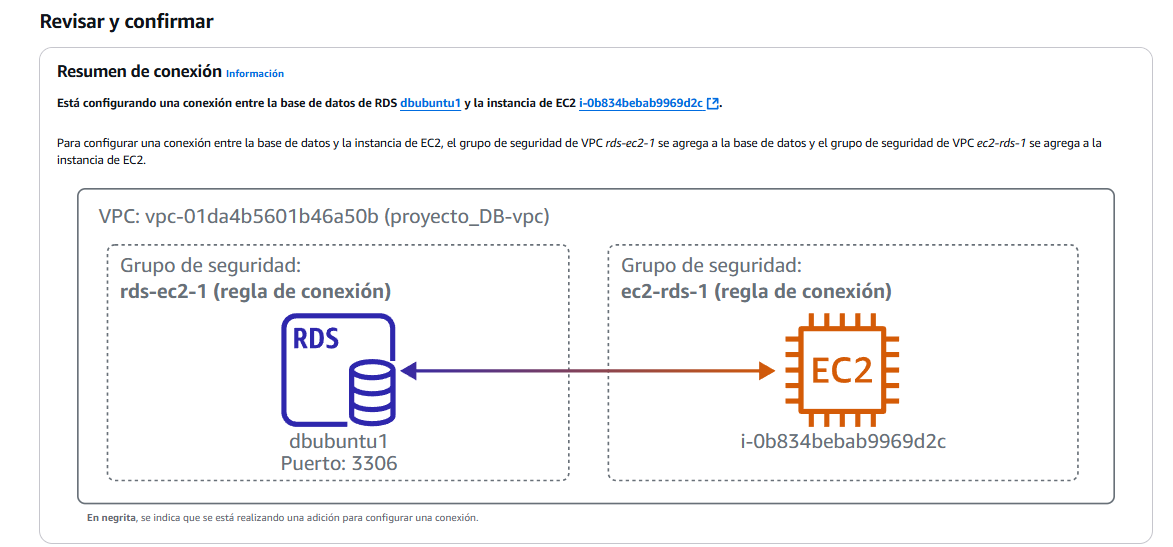 Revisar y confirmar
Resumen de conexión Información
Está configurando una conexión entre la base de datos de RDS dbubuntu1 y la instancia de EC2 i-0b834bebab9969d2c.
Para configurar una conexión entre la base de datos y la instancia de EC2, el grupo de seguridad de VPC rds-ec2-1 se agrega a la base de datos y el grupo de seguridad de VPC ec2-rds-1 se agrega a la
instancia de EC2.
VPC: vpc-01da4b5601b46a50b (proyecto_DB-vpc)
Grupo de seguridad:
rds-ec2-1 (regla de conexión)
RDS
dbubuntu1
Puerto: 3306
Grupo de seguridad:
ec2-rds-1 (regla de conexión)
EC2
i-0b834bebab9969d2c
En negrita, se indica que se está realizando una adición para configurar una conexión.